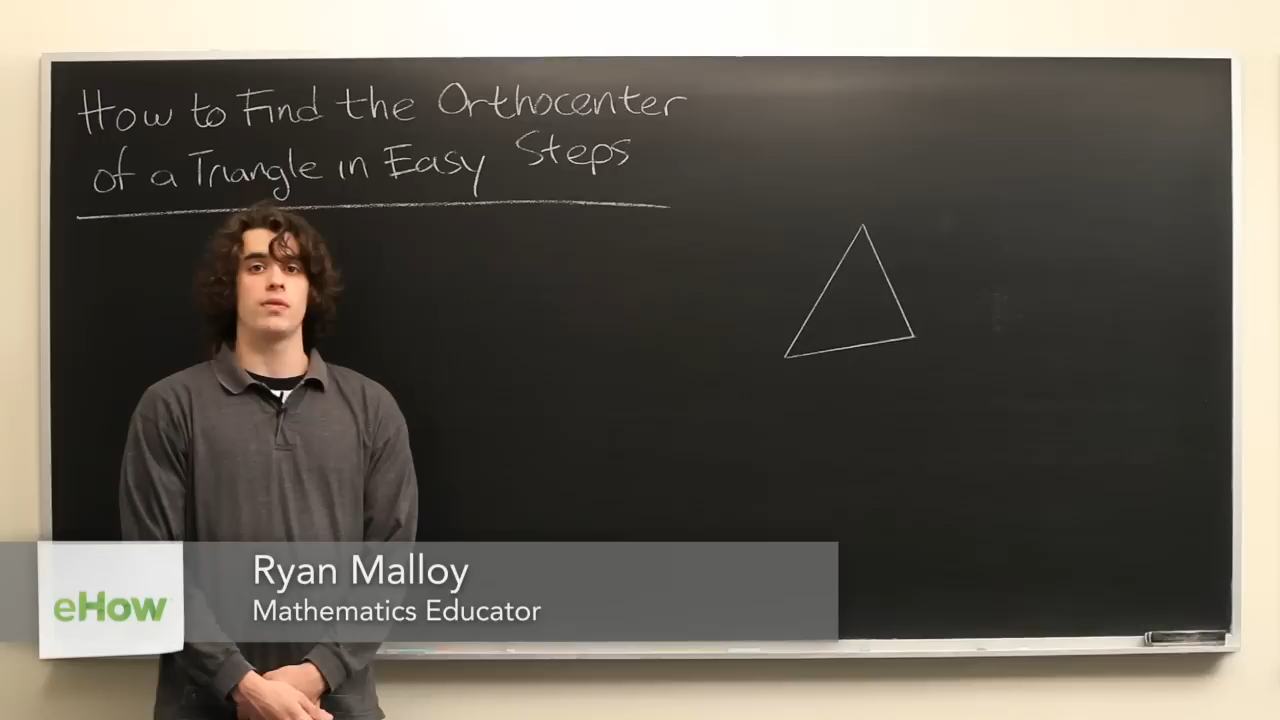 How to Find the Orthocenter
of a Triangle in Easy Steps
Ryan Malloy
Mathematics Educator
eHow